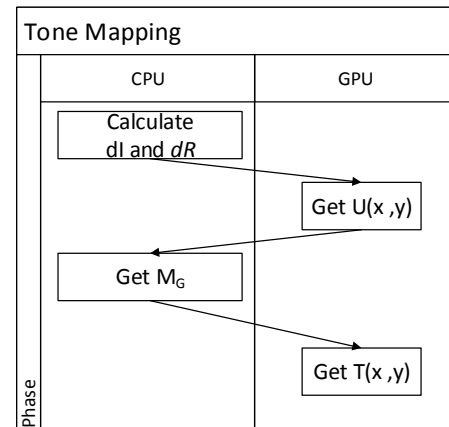 Tone Mapping
CPU
GPU
Calculate
dI and dR
Get U(x ,y)
Get MG
Get T(x ,y)
Phase